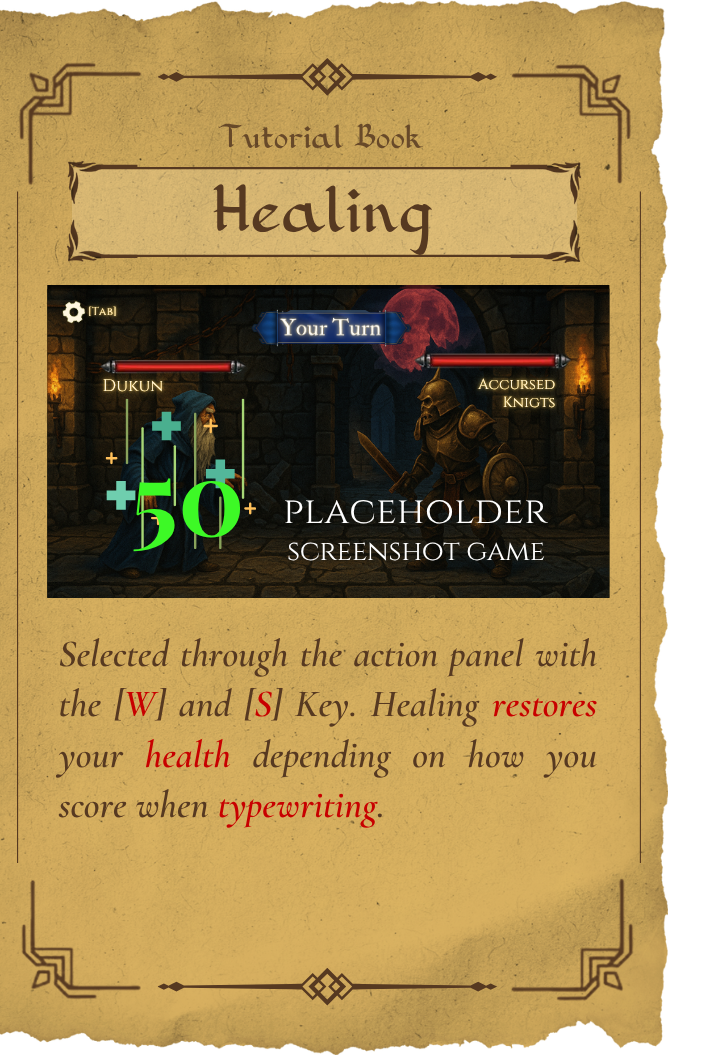 Tutorial Book
Healing
[Tab]
Your Turn
Dukun
Accursed
Knigts
50
PLACEHOLDER
SCREENSHOT GAME
Selected through the action panel with
the [W] and [S] Key. Healing restores
your health depending on how you
score when typewriting.